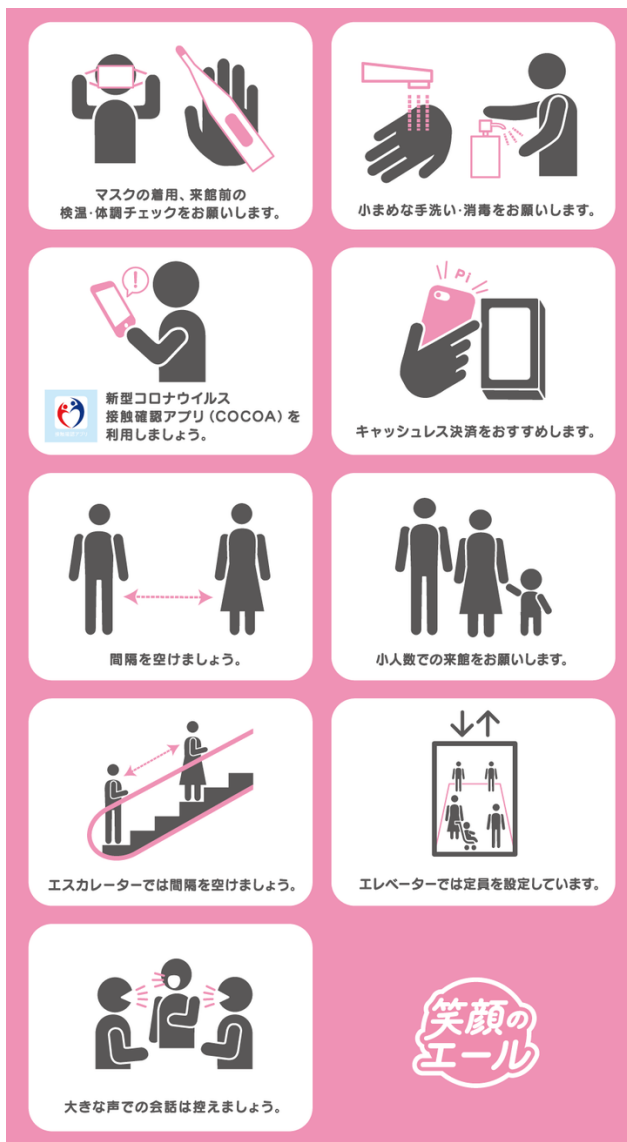 マスクの着用、来館前の
検温・体調チェックをお願いします。
小まめな手洗い・消毒をお願いします。
!
新型コロナウイルス
接触確認アプリ（COCOA）を
利用しましょう。
Pi
キャッシュレス決済をおすすめします。
間隔を空けましょう。
小人数での来館をお願いします。
エスカレーターでは間隔を空けましょう。
エレベーターでは定員を設定しています。
大きな声での会話は控えましょう。
笑顔の
エール